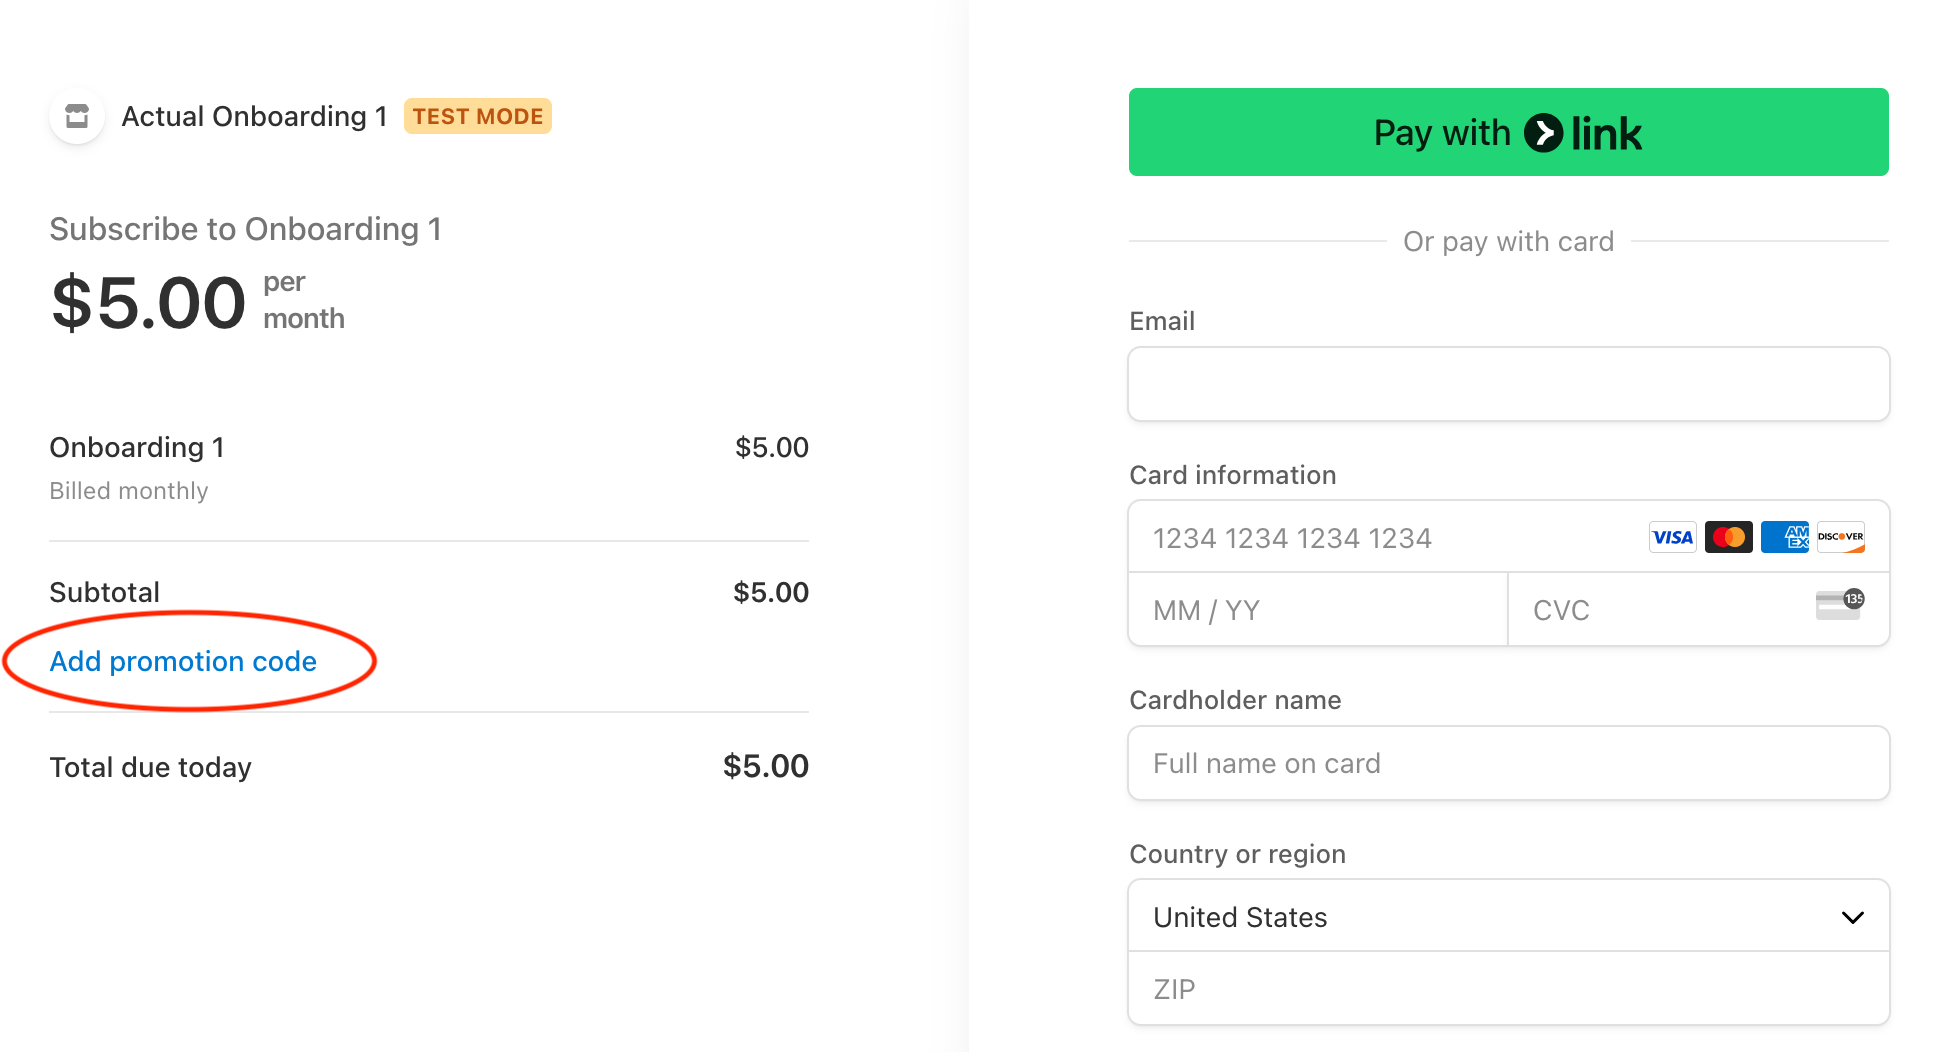 Actual Onboarding 1 TEST MODE
Subscribe to Onboarding 1
$5.00 per
month
Onboarding 1 $5.00
Billed monthly
Subtotal $5.00
Add promotion code
Total due today $5.00
Pay with link
Or pay with card
Email
Card information
1234 1234 1234 1234 VISA AM
EX DISCOVER
MM / YY CVC 135
Cardholder name
Full name on card
Country or region
United States
ZIP